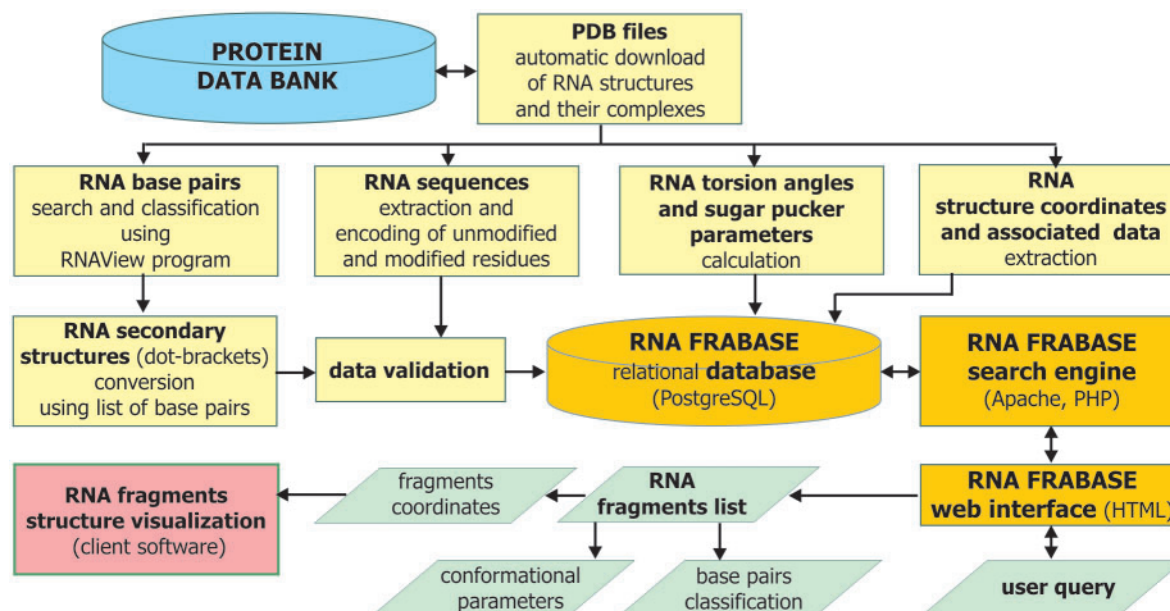 PROTEIN
DATA BANK
PDB files
automatic download
of RNA structures
and their complexes
RNA base pairs
search and classification
using
RNAView program
RNA sequences
extraction and
encoding of unmodified
and modified residues
RNA torsion angles
and sugar pucker
parameters
calculation
RNA
structure coordinates
and associated data
extraction
RNA secondary
structures (dot-brackets)
conversion
using list of base pairs
data validation
RNA FRABASE
relational database
(PostgreSQL)
RNA FRABASE
search engine
(Apache, PHP)
RNA fragments
structure visualization
(client software)
fragments
coordinates
RNA
fragments list
RNA FRABASE
web interface (HTML)
conformational
parameters
base pairs
classification
user query